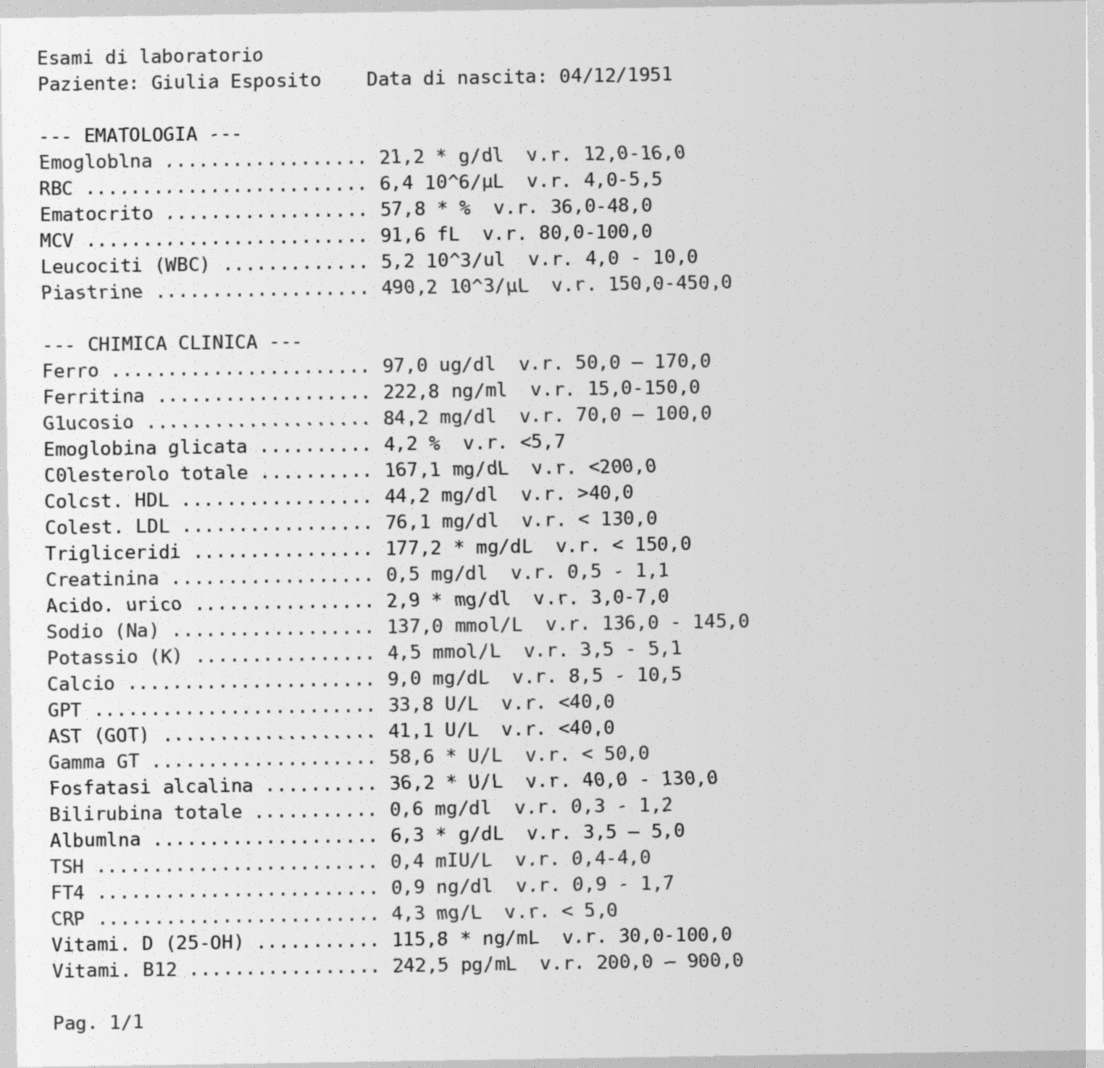 Esami di laboratorio
Paziente: Giulia Esposito    Data di nascita: 04/12/1951

--- EMATOLOGIA ---
Emogloblna .................. 21,2 * g/dl  v.r. 12,0-16,0
RBC ......................... 6,4 10^6/µL  v.r. 4,0-5,5
Ematocrito .................. 57,8 * %  v.r. 36,0-48,0
MCV ......................... 91,6 fL  v.r. 80,0-100,0
Leucociti (WBC) ............. 5,2 10^3/ul  v.r. 4,0 - 10,0
Piastrine ................... 490,2 10^3/µL  v.r. 150,0-450,0

--- CHIMICA CLINICA ---
Ferro ....................... 97,0 ug/dl  v.r. 50,0 – 170,0
Ferritina ................... 222,8 ng/ml  v.r. 15,0-150,0
G1ucosio .................... 84,2 mg/dl  v.r. 70,0 – 100,0
Emoglobina glicata .......... 4,2 %  v.r. <5,7
C0lesterolo totale .......... 167,1 mg/dL  v.r. <200,0
Colcst. HDL ................. 44,2 mg/dl  v.r. >40,0
Colest. LDL ................. 76,1 mg/dl  v.r. < 130,0
Trigliceridi ................ 177,2 * mg/dL  v.r. < 150,0
Creatinina .................. 0,5 mg/dl  v.r. 0,5 - 1,1
Acido. urico ................ 2,9 * mg/dl  v.r. 3,0-7,0
Sodio (Na) .................. 137,0 mmol/L  v.r. 136,0 - 145,0
Potassio (K) ................ 4,5 mmol/L  v.r. 3,5 - 5,1
Calcio ...................... 9,0 mg/dL  v.r. 8,5 - 10,5
GPT ......................... 33,8 U/L  v.r. <40,0
AST (GOT) ................... 41,1 U/L  v.r. <40,0
Gamma GT .................... 58,6 * U/L  v.r. < 50,0
Fosfatasi alcalina .......... 36,2 * U/L  v.r. 40,0 - 130,0
Bilirubina totale ........... 0,6 mg/dl  v.r. 0,3 - 1,2
Albumlna .................... 6,3 * g/dL  v.r. 3,5 – 5,0
TSH ......................... 0,4 mIU/L  v.r. 0,4-4,0
FT4 ......................... 0,9 ng/dl  v.r. 0,9 - 1,7
CRP ......................... 4,3 mg/L  v.r. < 5,0
Vitami. D (25-OH) ........... 115,8 * ng/mL  v.r. 30,0-100,0
Vitami. B12 ................. 242,5 pg/mL  v.r. 200,0 – 900,0

Pag. 1/1